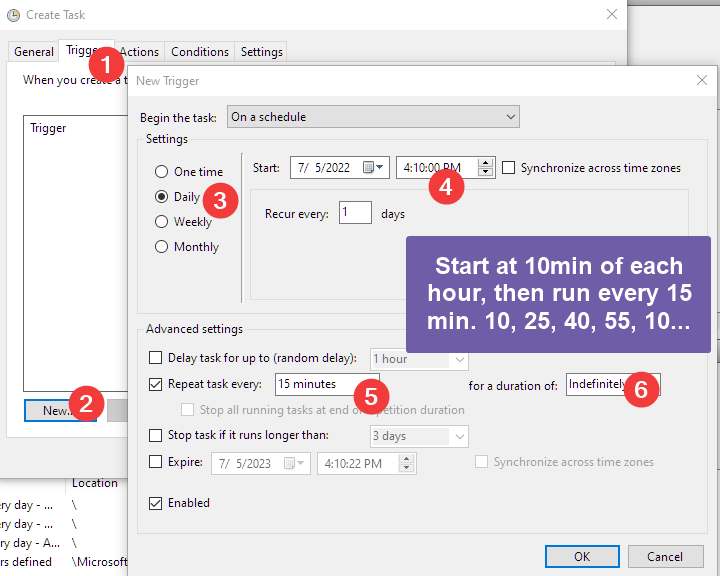 Create Task
General
Trigge
Actions
Conditions
Settings
1
When you create a t
Trigger
New Trigger
Begin the task:
On a schedule
Settings
One time
Daily
Weekly
Monthly
3
Start:
7/ 5/2022
4:10:00 PM
Synchronize across time zones
4
Recur every:
1
days
Start at 10min of each
hour, then run every 15
min. 10, 25, 40, 55, 10...
Advanced settings
Delay task for up to (random delay):
1 hour
Repeat task every:
15 minutes
for a duration of:
Indefinitely
5
6
Stop all running tasks at end of repetition duration
Stop task if it runs longer than:
3 days
Expire:
7/ 5/2023
4:10:22 PM
Synchronize across time zones
Enabled
OK
Cancel
New...
2
Location
ery day - ...
\
ery day - ...
\
ry day - A...
\
rs defined
\Microsoft